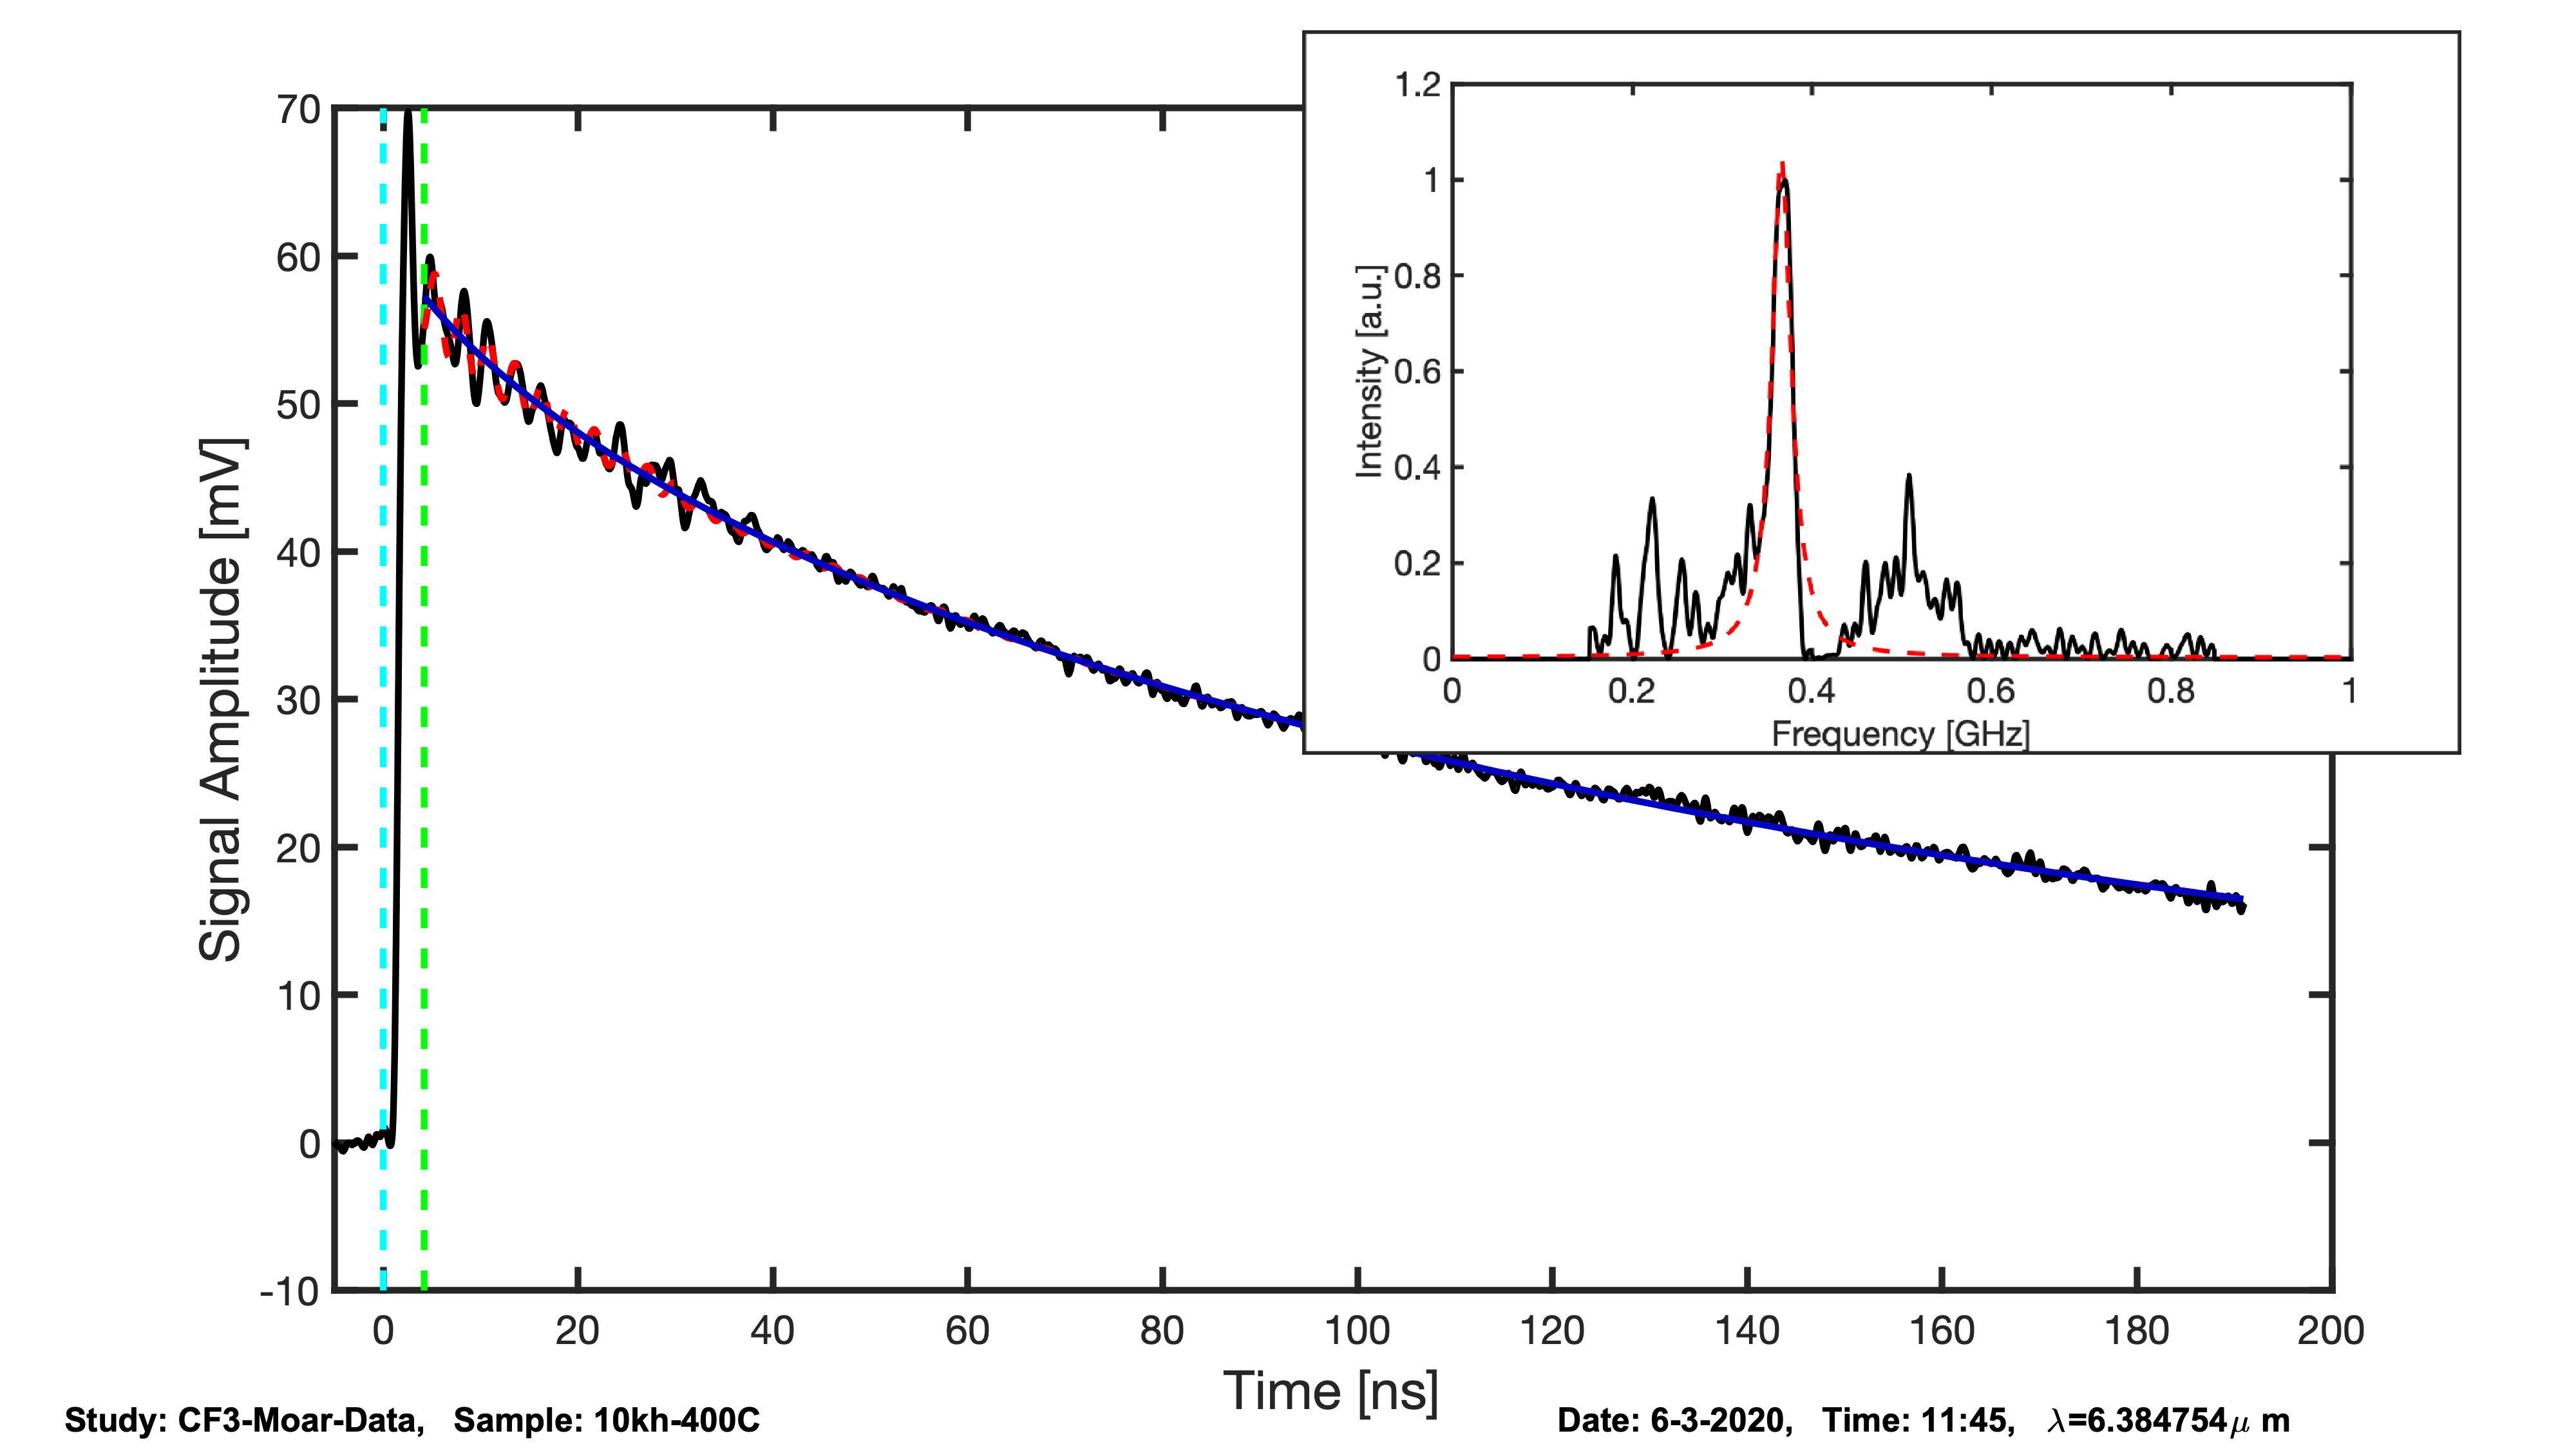 70
60
50
40
30
20
10
0
-10
Signal Amplitude [mV]
0 20 40 60 80 100 120 140 160 180 200
Time [ns]
1.2
1
0.8
0.6
0.4
0.2
0
Intensity [a.u.]
0 0.2 0.4 0.6 0.8 1
Frequency [GHz]
Study: CF3-Moar-Data, Sample: 10kh-400C
Date: 6-3-2020, Time: 11:45, λ=6.384754μ m